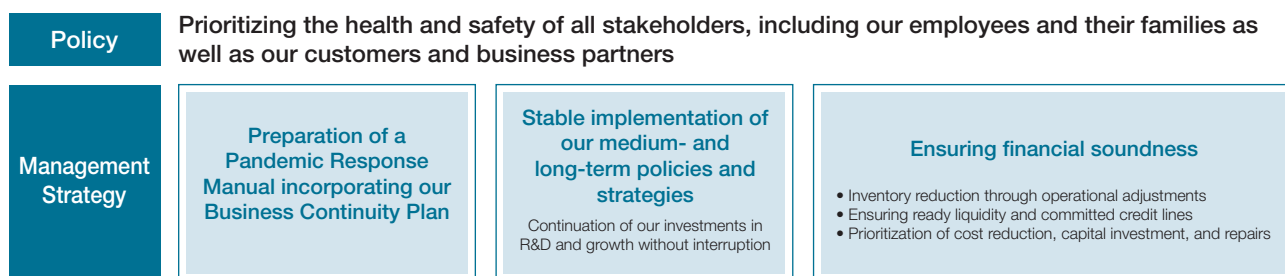 Policy
Prioritizing the health and safety of all stakeholders, including our employees and their families as
well as our customers and business partners
Management
Strategy
Preparation of a
Pandemic Response
Manual incorporating our
Business Continuity Plan
Stable implementation of
our medium- and
long-term policies and
strategies
Continuation of our investments in
R&D and growth without interruption
Ensuring financial soundness
• Inventory reduction through operational adjustments
• Ensuring ready liquidity and committed credit lines
• Prioritization of cost reduction, capital investment, and repairs